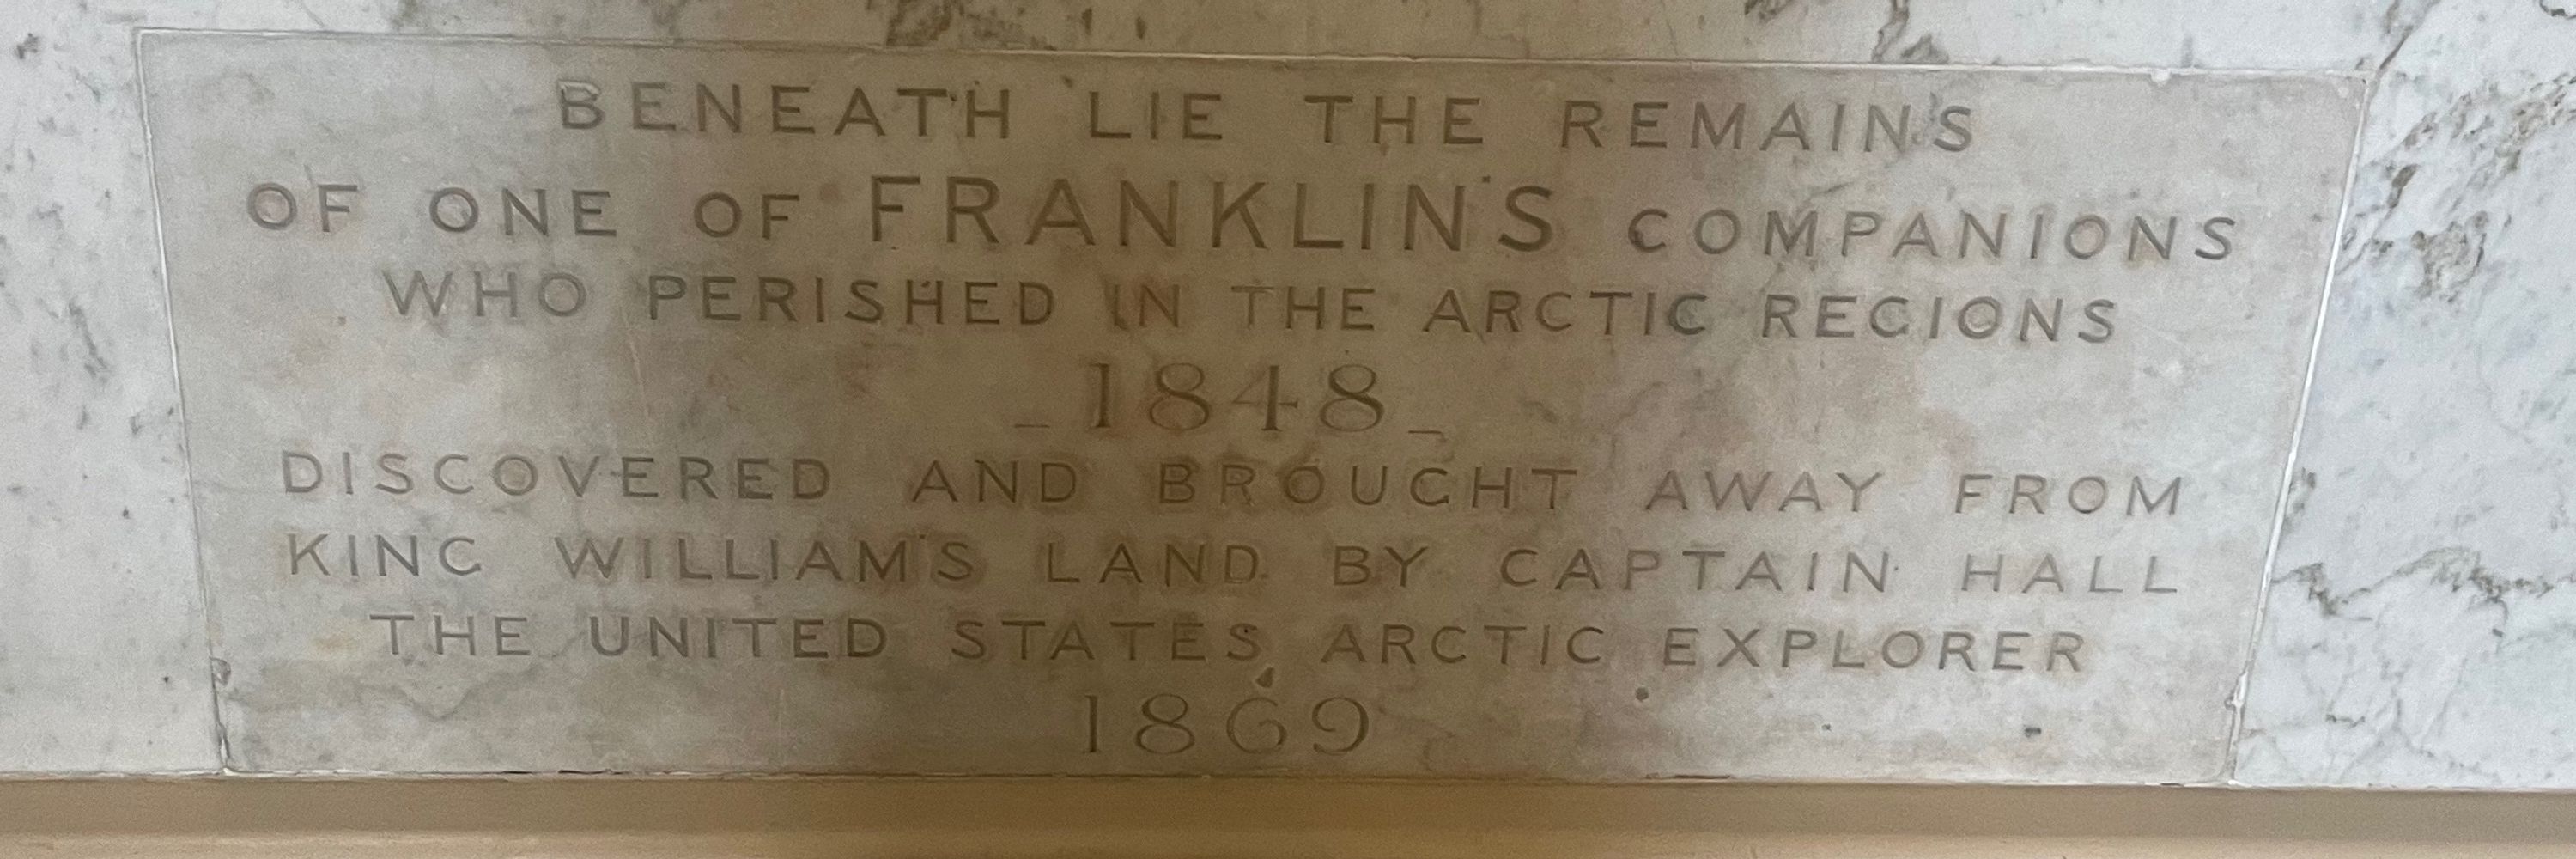 BENEATH LIE THE REMAINS
OF ONE OF FRANKLIN'S COMPANIONS
WHO PERISHED IN THE ARCTIC REGIONS
_1848_
DISCOVERED AND BROUGHT AWAY FROM
KING WILLIAM'S LAND BY CAPTAIN HALL
THE UNITED STATES ARCTIC EXPLORER
1869